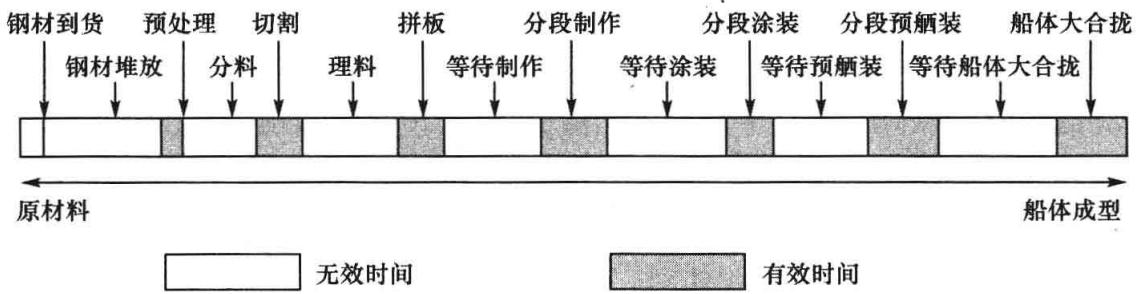 钢材到货 预处理 切割 拼板 分段制作 分段涂装 分段预舾装 船体大合拢
钢材堆放 分料 理料 等待制作 等待涂装 等待预舾装 等待船体大合拢
原材料 船体成型
无效时间 有效时间